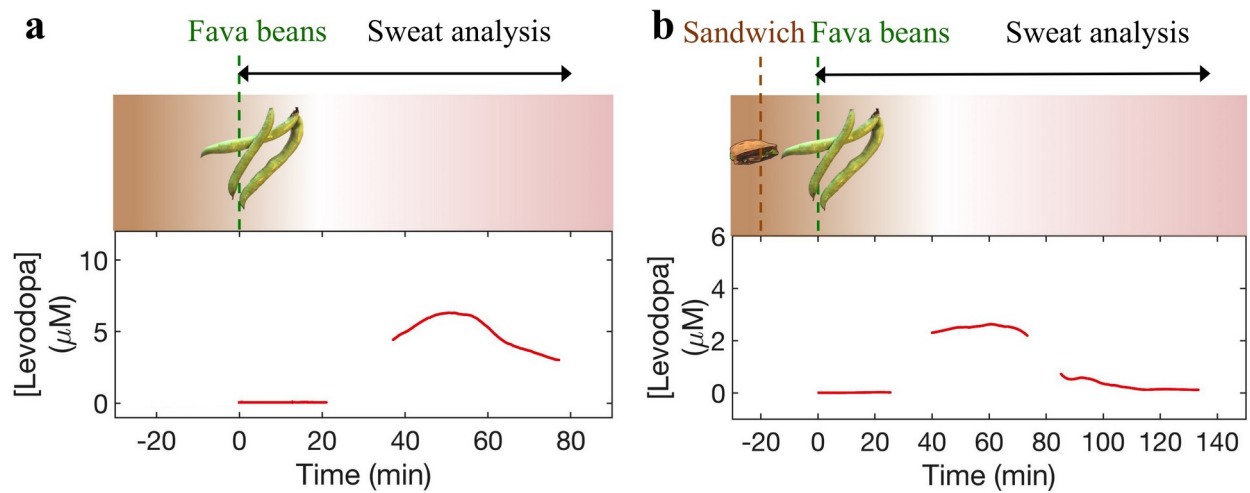 a
Fava beans Sweat analysis
10
5
0
[Levodopa]
(μM)
-20 0 20 40 60 80
Time (min)
b
Sandwich Fava beans Sweat analysis
6
4
2
0
[Levodopa]
(μM)
-20 0 20 40 60 80 100 120 140
Time (min)